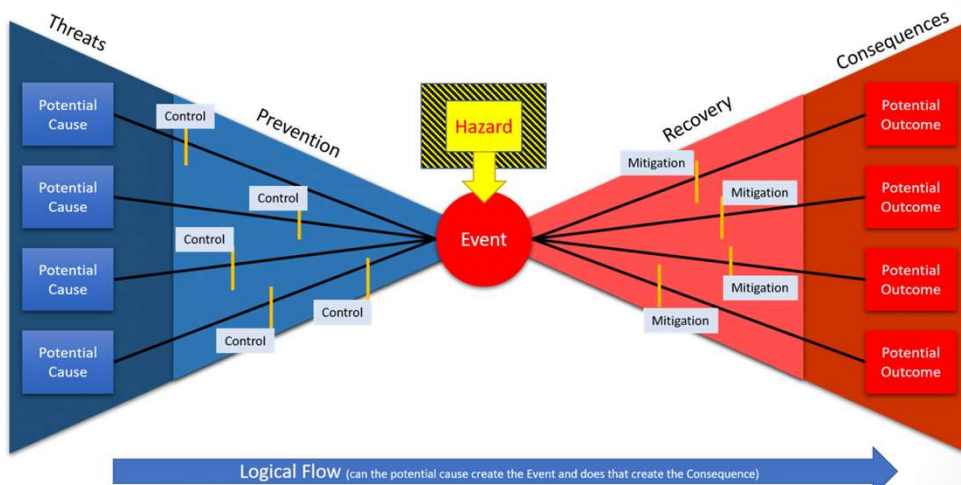 Threats
Prevention
Hazard
Recovery
Consequences
Potential
Cause
Potential
Cause
Potential
Cause
Potential
Cause
Control
Control
Control
Control
Control
Event
Mitigation
Mitigation
Mitigation
Mitigation
Potential
Outcome
Potential
Outcome
Potential
Outcome
Potential
Outcome
Logical Flow (can the potential cause create the Event and does that create the Consequence)